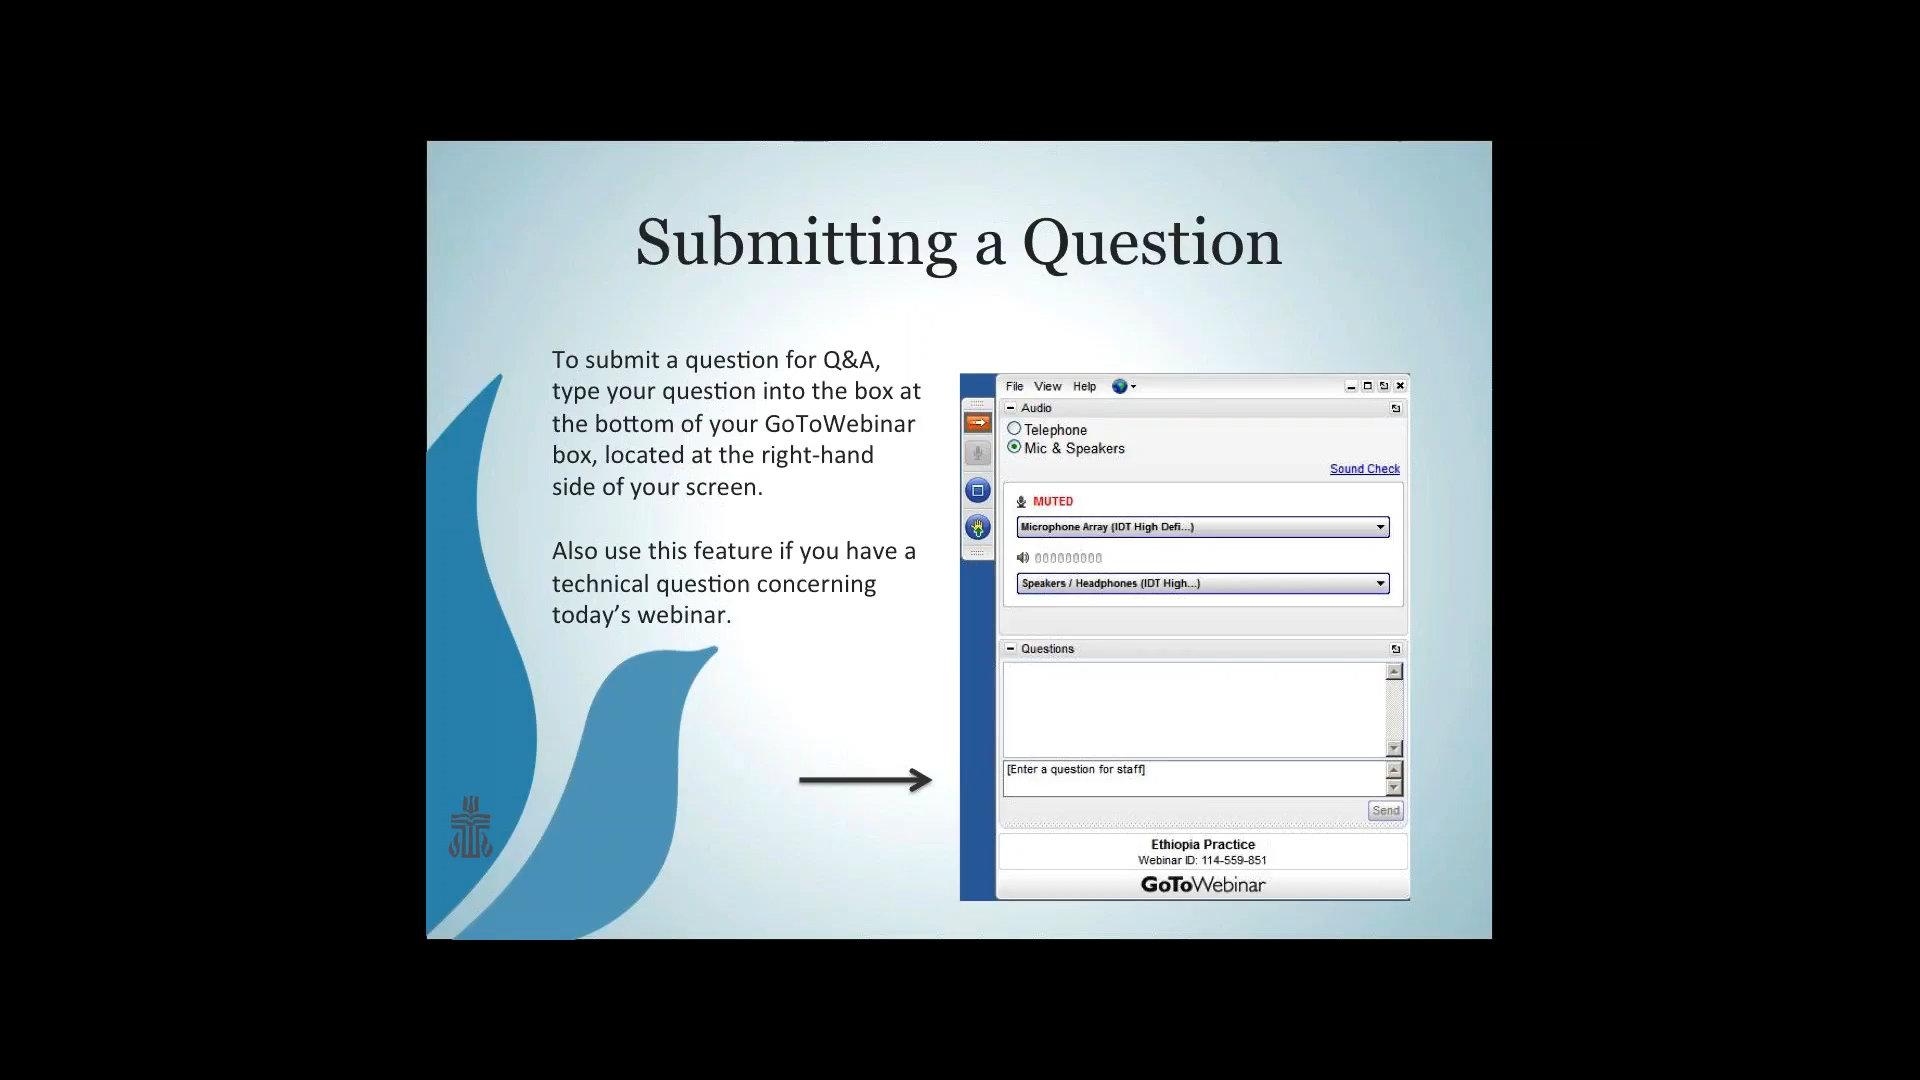 Submitting a Question
To submit a question for Q&A,
type your question into the box at
the bottom of your GoToWebinar
box, located at the right-hand
side of your screen.
Also use this feature if you have a
technical question concerning
today’s webinar.
File View Help
Audio
Telephone
Mic & Speakers
Sound Check
MUTED
Microphone Array (IDT High Defi...)
Speakers / Headphones (IDT High...)
Questions
[Enter a question for staff]
Send
Ethiopia Practice
Webinar ID: 114-559-851
GoToWebinar